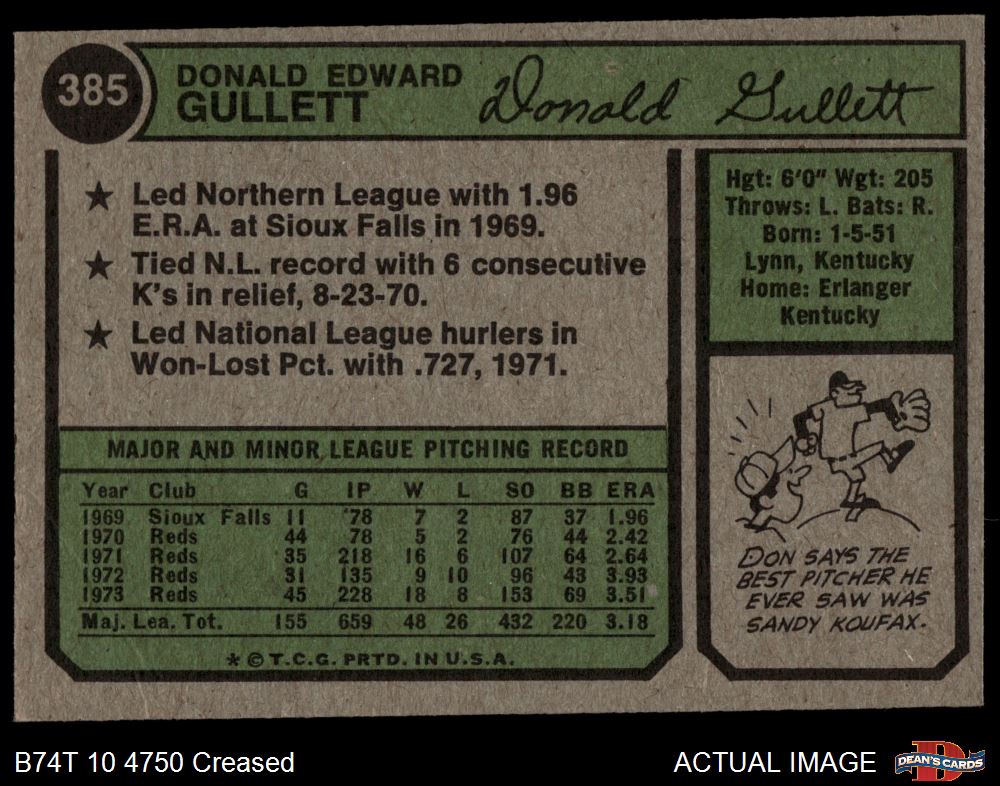 385
DONALD EDWARD
GULLETT
Donald Gullett
★ Led Northern League with 1.96
E.R.A. at Sioux Falls in 1969.
★ Tied N.L. record with 6 consecutive
K's in relief, 8-23-70.
★ Led National League hurlers in
Won-Lost Pct. with .727, 1971.
Hgt: 6'0" Wgt: 205
Throws: L. Bats: R.
Born: 1-5-51
Lynn, Kentucky
Home: Erlanger
Kentucky
MAJOR AND MINOR LEAGUE PITCHING RECORD
Year Club G IP W L SO BB ERA
1969 Sioux Falls 11 78 7 2 87 37 1.96
1970 Reds 44 78 5 2 76 44 2.42
1971 Reds 35 218 16 6 107 64 2.64
1972 Reds 31 135 9 10 96 43 3.93
1973 Reds 45 228 18 8 153 69 3.51
Maj. Lea. Tot. 155 659 48 26 432 220 3.18
* © T.C.G. PRTD. IN U.S.A.
DON SAYS THE
BEST PITCHER HE
EVER SAW WAS
SANDY KOUFAX.
B74T 10 4750 Creased
ACTUAL IMAGE
D
DEAN'S CARDS